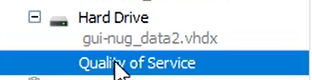 Hard Drive
gui-nug_data2.vhdx
Quality of Service